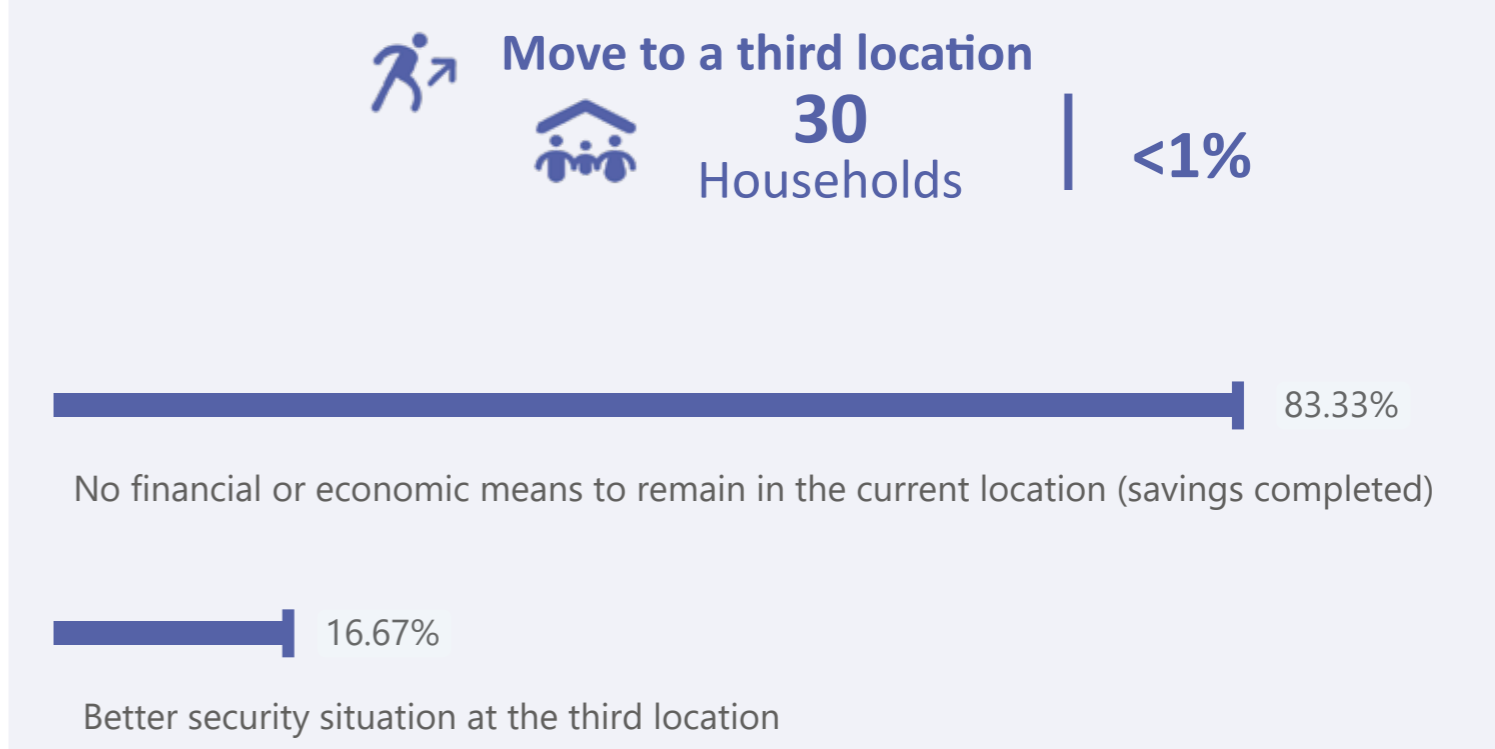 Move to a third location
30
Households
<1%
83.33%
No financial or economic means to remain in the current location (savings completed)
16.67%
Better security situation at the third location